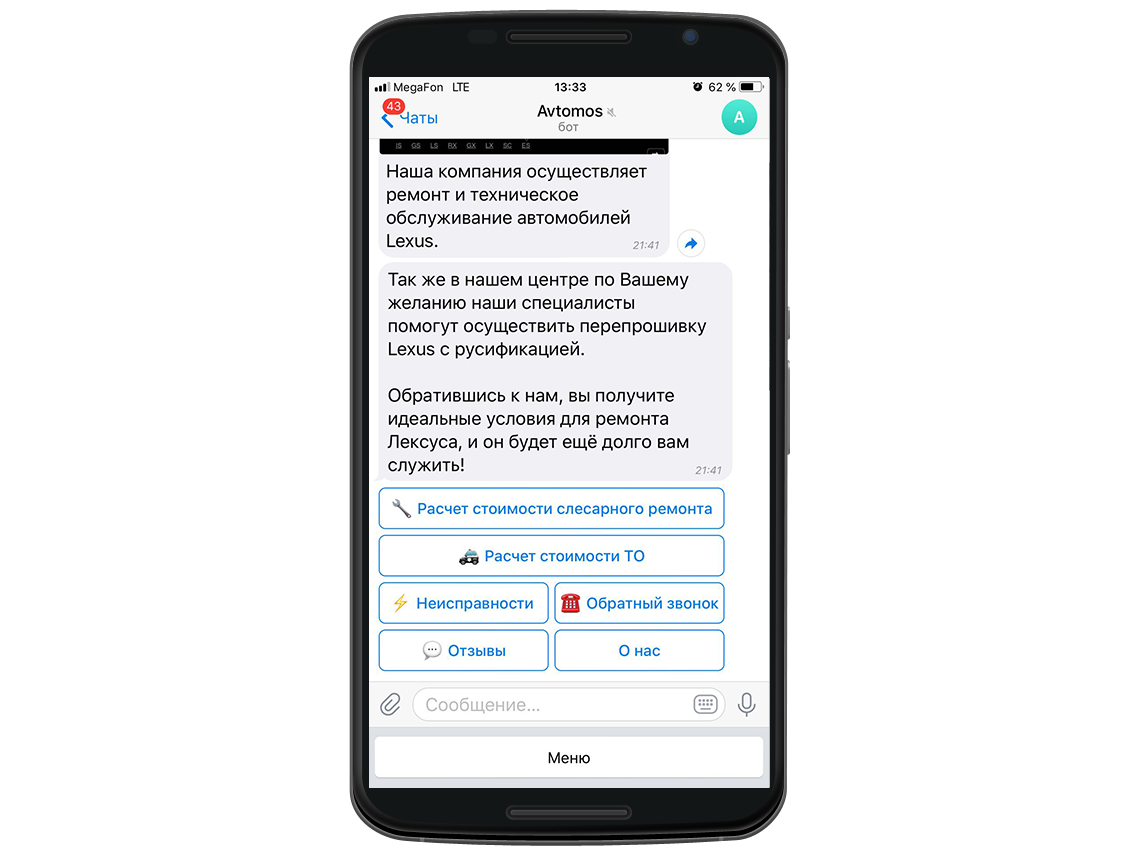 MegaFon LTE 13:33 62 %
43
Чаты
Avtomos
бот
A
IS GS LS RX GX LX SC ES
Наша компания осуществляет
ремонт и техническое
обслуживание автомобилей
Lexus.
21:41
Так же в нашем центре по Вашему
желанию наши специалисты
помогут осуществить перепрошивку
Lexus с русификацией.
Обратившись к нам, вы получите
идеальные условия для ремонта
Лексуса, и он будет ещё долго вам
служить!
21:41
Расчет стоимости слесарного ремонта
Расчет стоимости ТО
Неисправности
Обратный звонок
Отзывы
О нас
Сообщение...
Меню